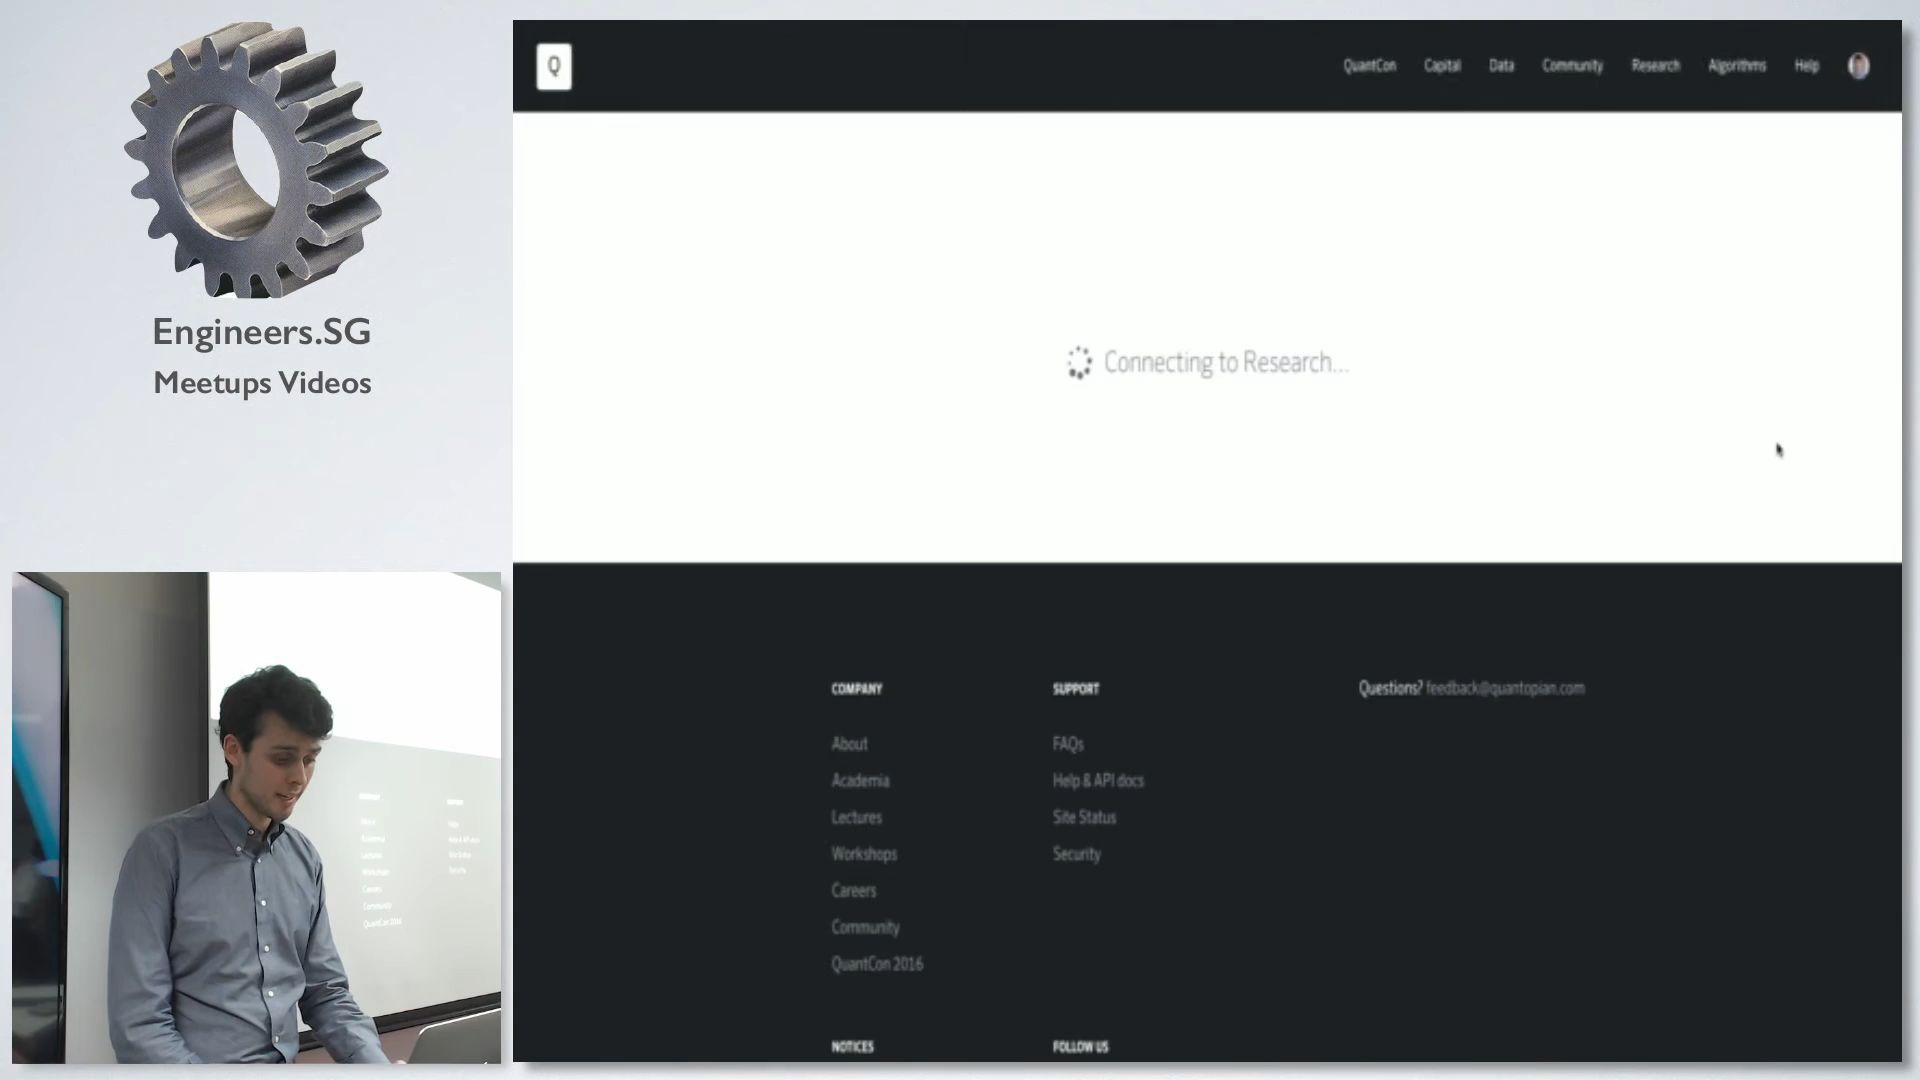 Engineers.SG
Meetups Videos
Q
QuantCon Capital Data Community Research Algorithms Help
Connecting to Research...
COMPANY
About
Academia
Lectures
Workshops
Careers
Community
QuantCon 2016
SUPPORT
FAQs
Help & API docs
Site Status
Security
Questions? feedback@quantopian.com
NOTICES
FOLLOW US